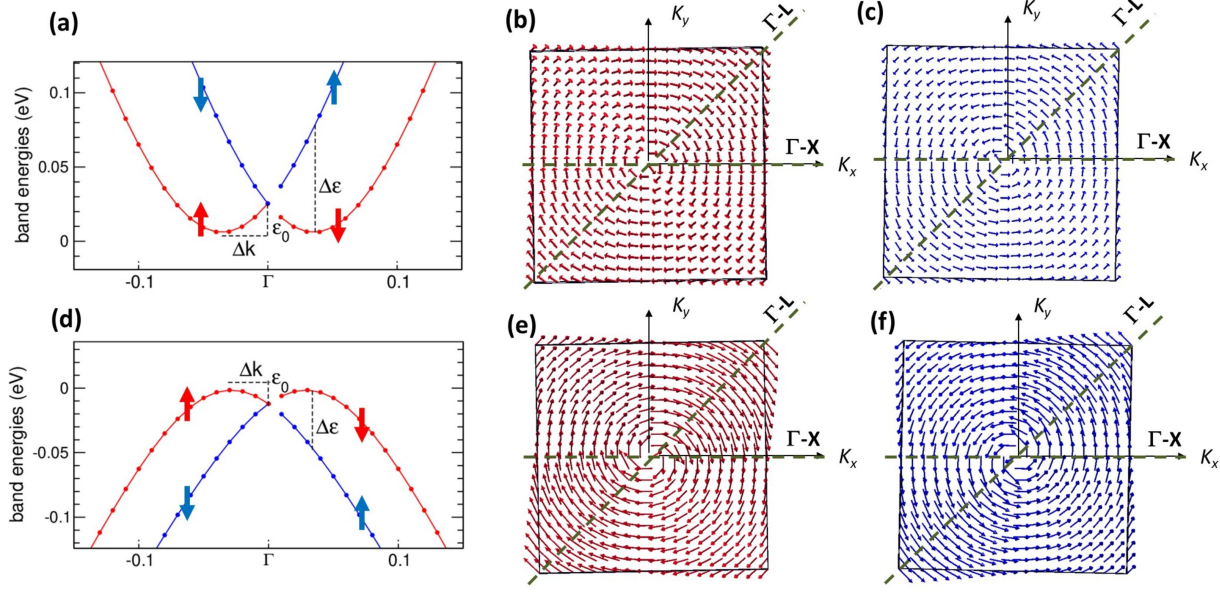 (a)
band energies (eV)
0.1
0.05
0
Δε
ε0
Δk
-0.1
Γ
0.1
(b)
Ky
Γ-L
Γ-X
Kx
(c)
Ky
Γ-L
Γ-X
Kx
(d)
band energies (eV)
0
-0.05
-0.1
Δk
ε0
Δε
-0.1
Γ
0.1
(e)
Ky
Γ-L
Γ-X
Kx
(f)
Ky
Γ-L
Γ-X
Kx